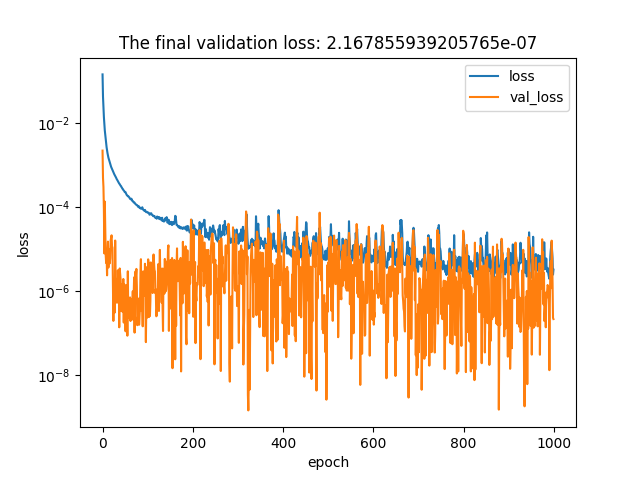 The final validation loss: 2.167855939205765e-07
loss
val_loss
10⁻²
10⁻⁴
10⁻⁶
10⁻⁸
loss
0 200 400 600 800 1000
epoch